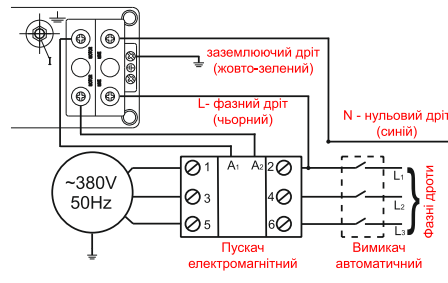 заземлюючий дріт
(жовто-зелений)
L- фазний дріт
(чьорний)
N - нульовий дріт
(синій)
1 A1 A2 2
L1
~380V
50Hz
3 4
L2
5 6
L3
Фазні дроти
Пускач
електромагнітний
Вимикач
автоматичний